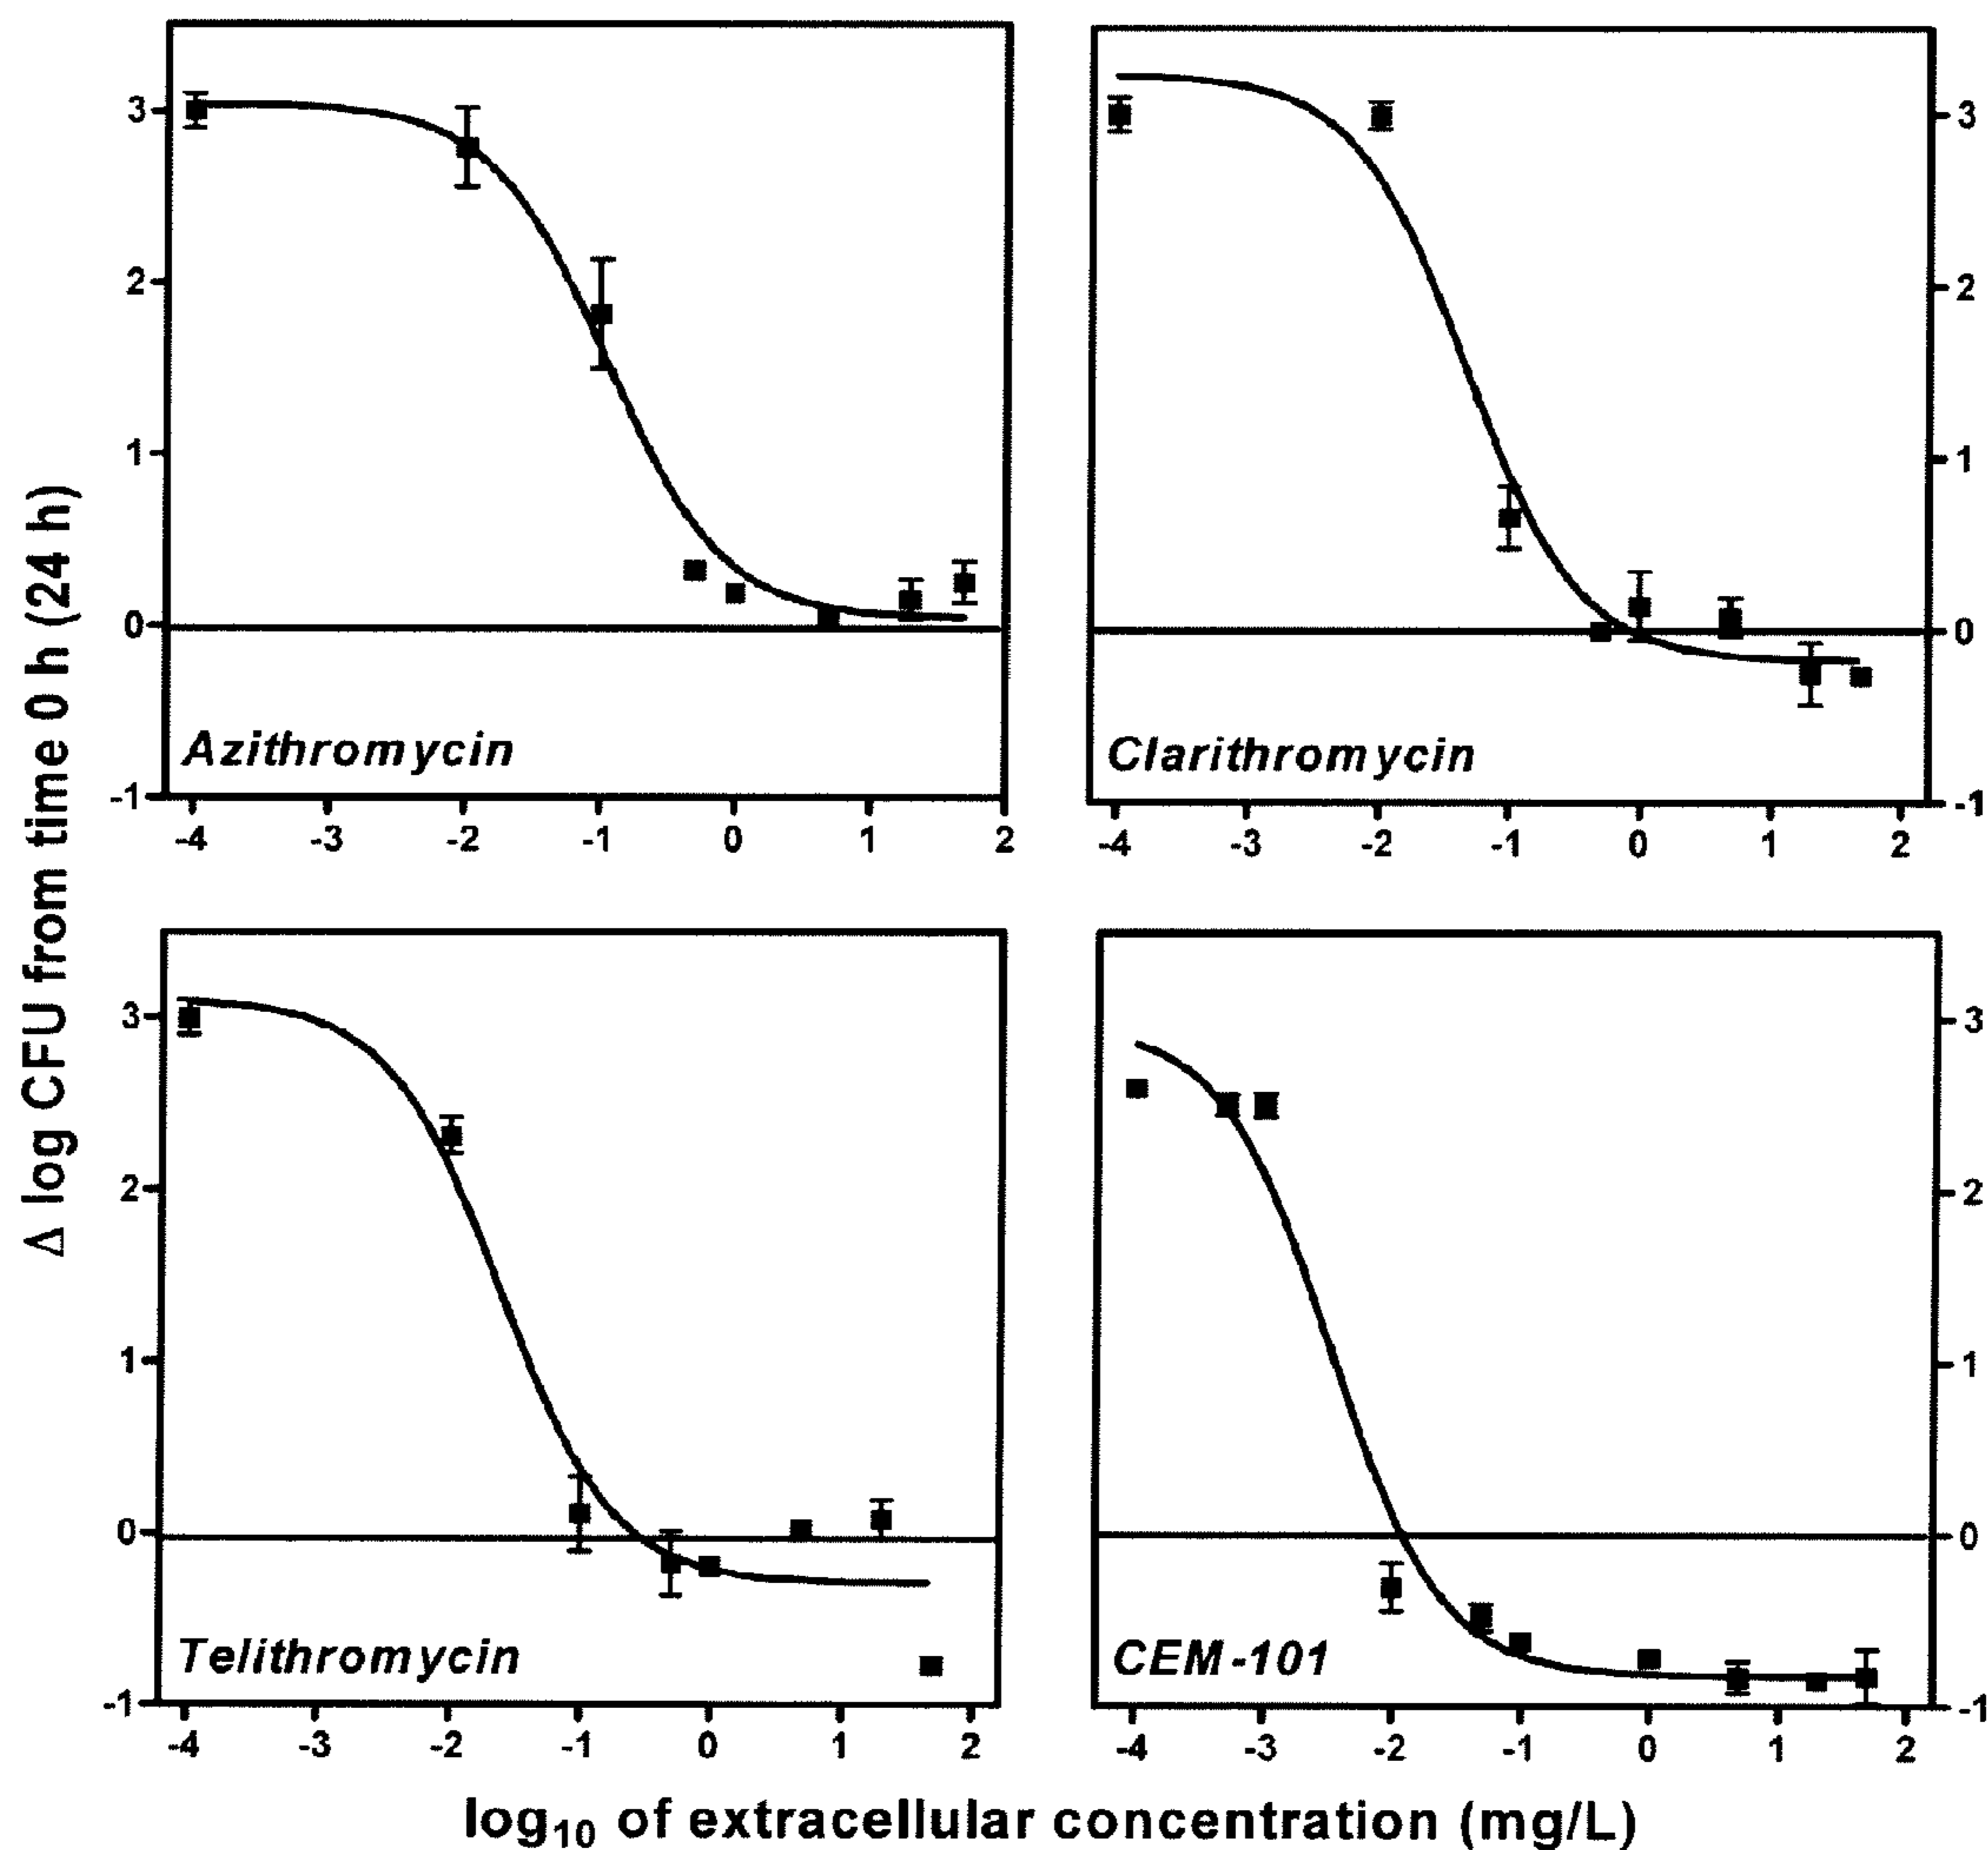 Δ log CFU from time 0 h (24 h)
3
2
1
0
-1
Azithromycin
-4 -3 -2 -1 0 1 2
3
2
1
0
-1
Clarithromycin
-4 -3 -2 -1 0 1 2
3
2
1
0
-1
Telithromycin
-4 -3 -2 -1 0 1 2
3
2
1
0
-1
CEM-101
-4 -3 -2 -1 0 1 2
log10 of extracellular concentration (mg/L)